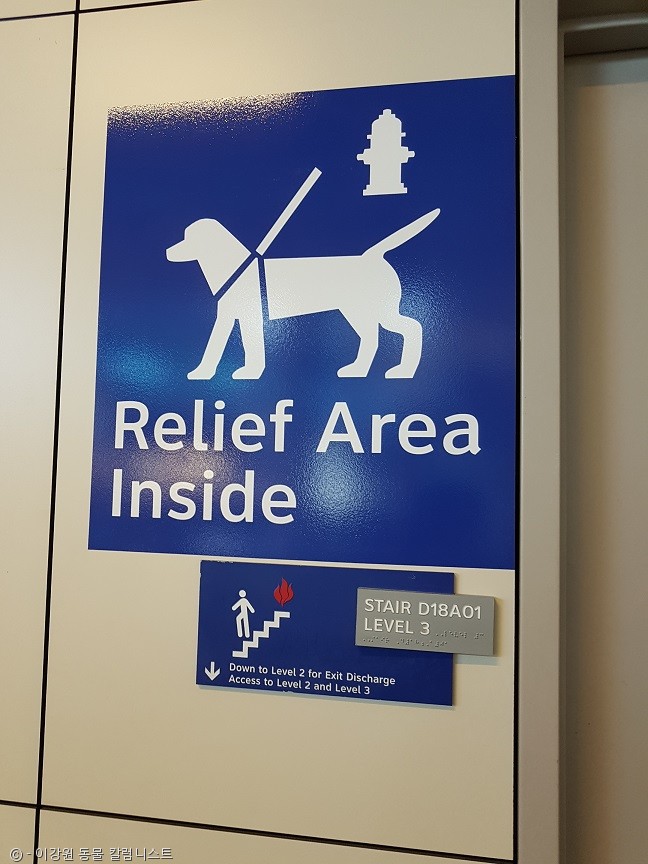 Relief Area
Inside
STAIR D18A01
LEVEL 3
Down to Level 2 for Exit Discharge
Access to Level 2 and Level 3
© - 이강원 동물 칼럼니스트